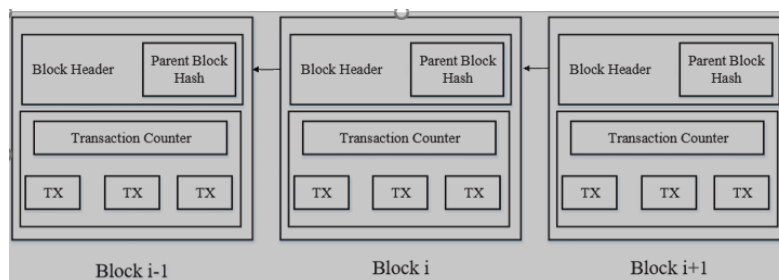 Block Header
Parent Block
Hash
Block Header
Parent Block
Hash
Block Header
Parent Block
Hash
Transaction Counter
Transaction Counter
Transaction Counter
TX TX TX
TX TX TX
TX TX TX
Block i-1
Block i
Block i+1